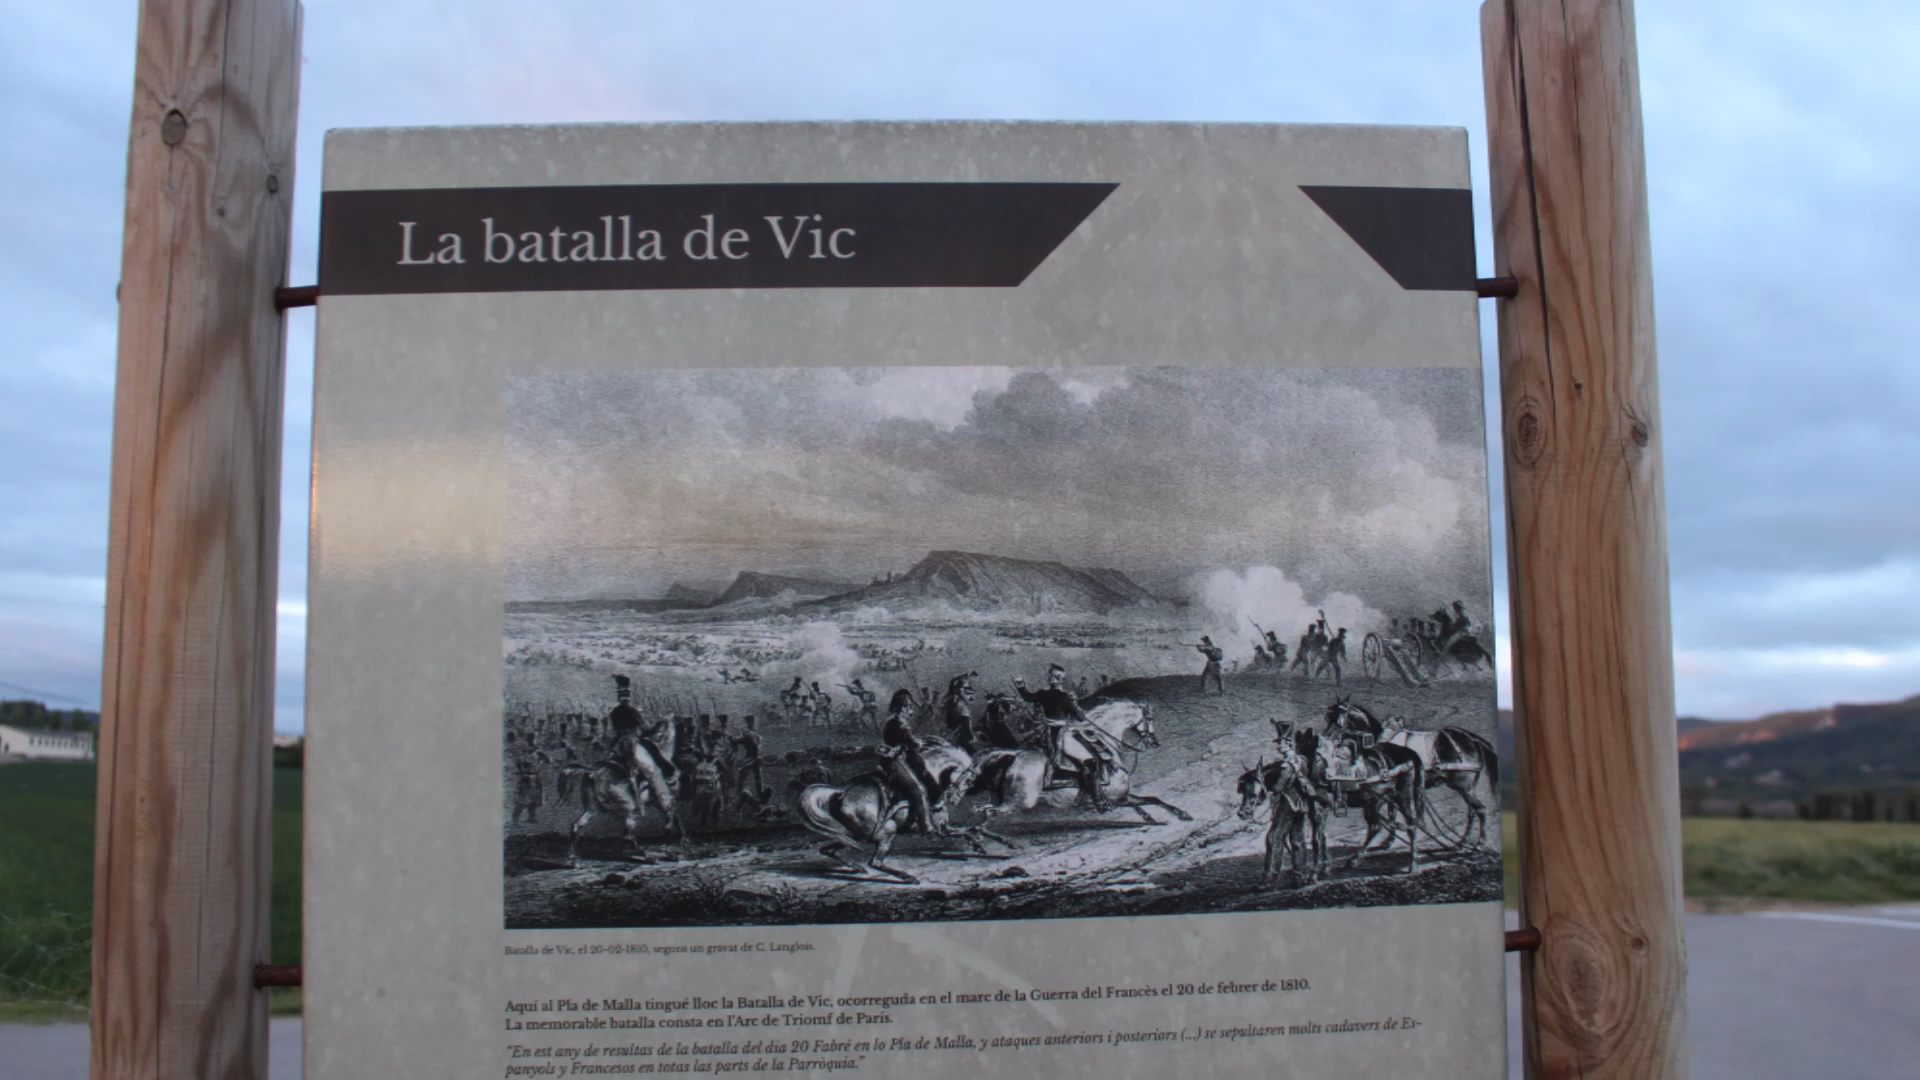 La batalla de Vic
Batalla de Vic, el 20-02-1810, segons un gravat de C. Langlois.
Aquí al Pla de Malla tingué lloc la Batalla de Vic, ocorreguda en el marc de la Guerra del Francès el 20 de febrer de 1810.
La memorable batalla consta en l'Arc de Triomf de París.
"En est any de resultas de la batalla del dia 20 Fabré en lo Pla de Malla, y ataques anteriors i posteriors (...) se sepultaren molts cadavers de Es-
panyols y Francesos en totas las parts de la Parròquia."